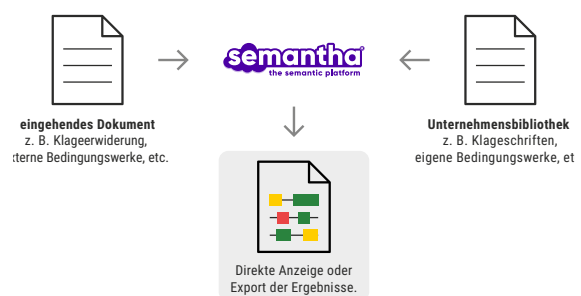 semantha
the semantic platform
eingehendes Dokument
z. B. Klageerwiderung,
xterne Bedingungswerke, etc.
Unternehmensbibliothek
z. B. Klageschriften,
eigene Bedingungswerke, et
Direkte Anzeige oder
Export der Ergebnisse.